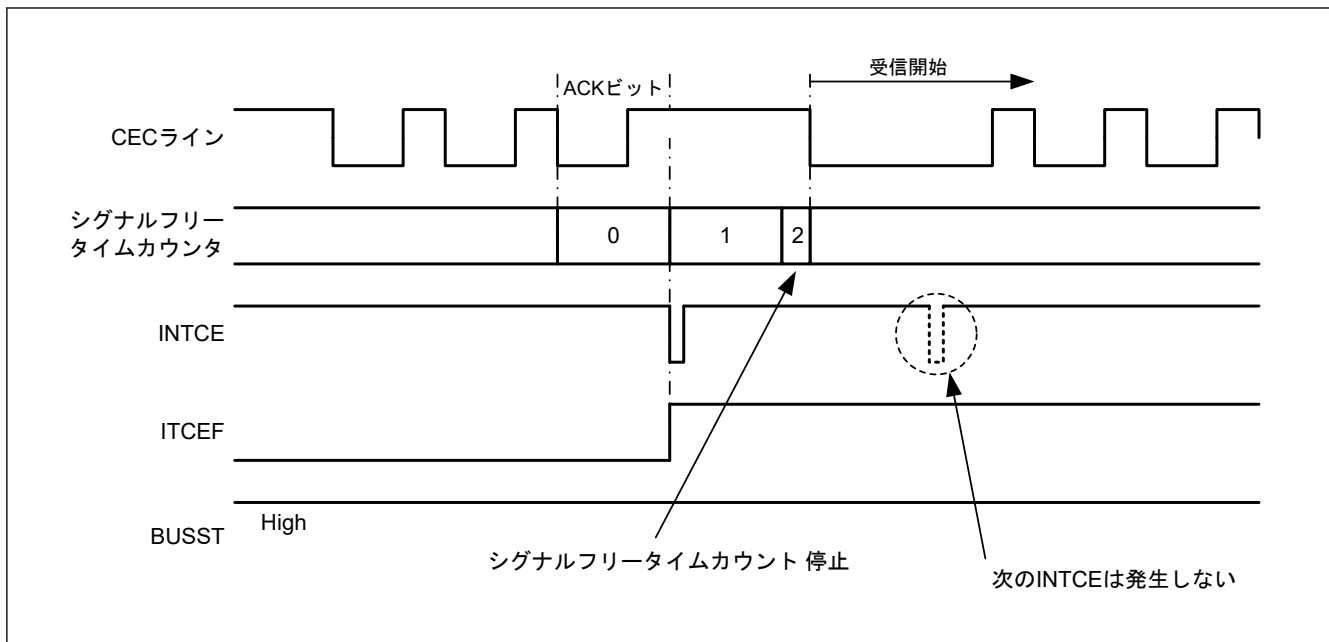 受信開始
ACKビット
CECライン
シグナルフリー
タイムカウンタ
0
1
2
INTCE
ITCEF
High
BUSST
シグナルフリータイムカウント 停止
次のINTCEは発生しない